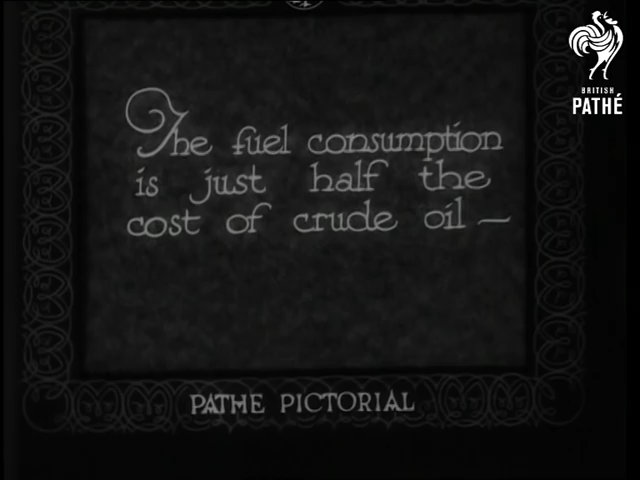 The fuel consumption
is just half the
cost of crude oil —
PATHE PICTORIAL
BRITISH
PATHÉ